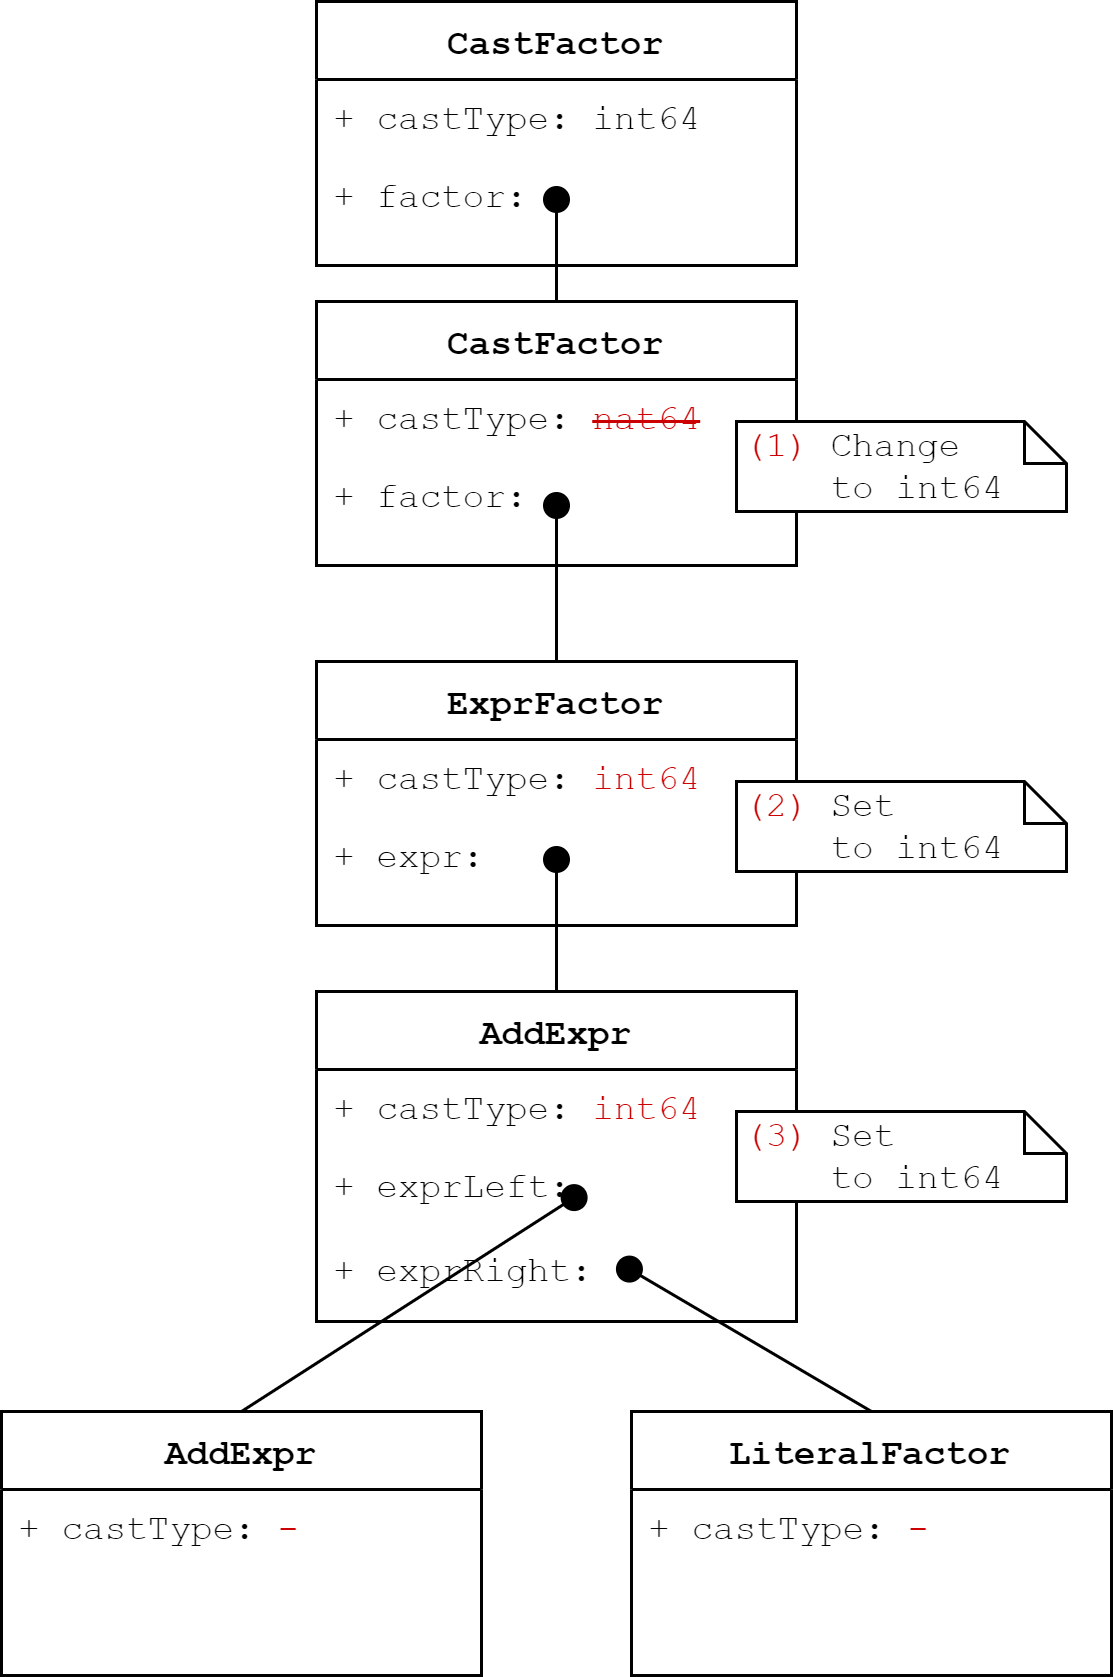 CastFactor
+ castType: int64
+ factor:
CastFactor
+ castType: nat64
(1) Change
to int64
+ factor:
ExprFactor
+ castType: int64
(2) Set
to int64
+ expr:
AddExpr
+ castType: int64
(3) Set
to int64
+ exprLeft:
+ exprRight:
AddExpr
+ castType: -
LiteralFactor
+ castType: -